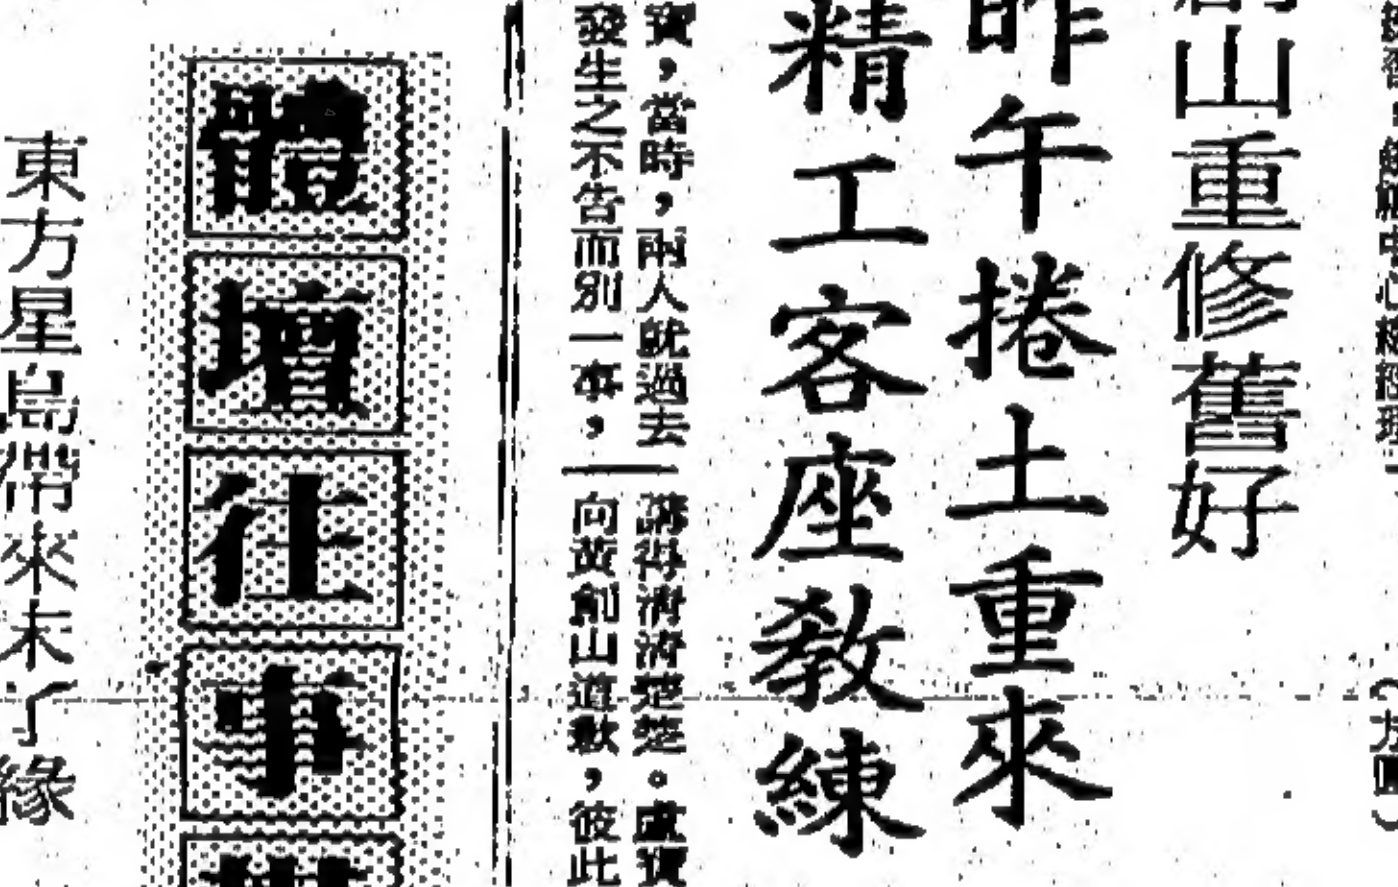 山重修舊好
昨午捲土重來
精工客座教練
寶，當時，兩人就過去
發生之不告而別一事，
講得清清楚楚。盧寶
向黃創山道歉，彼此
體壇往事
東方星島帶來未了緣
（方圓）